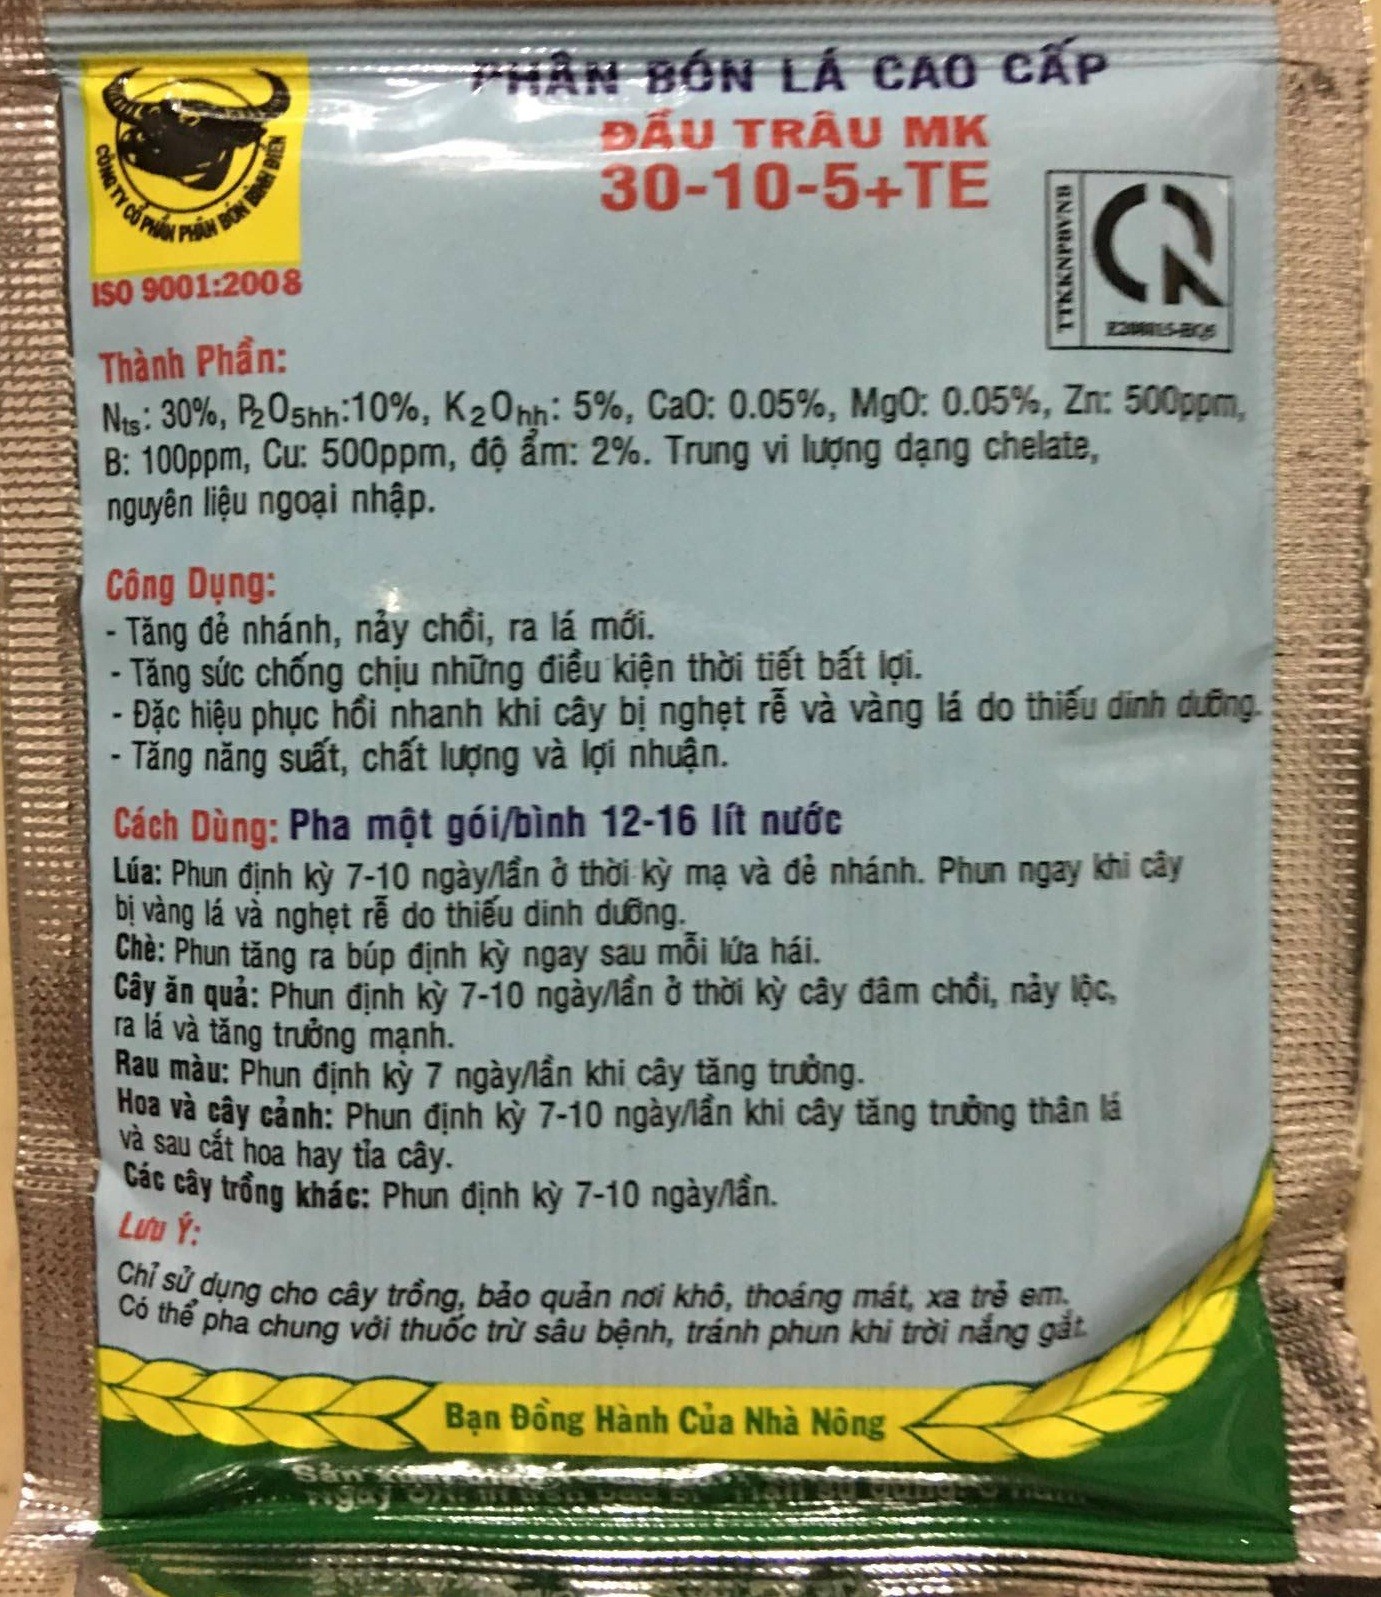 PHÂN BÓN LÁ CAO CẤP
ĐẦU TRÂU MK
30-10-5+TE
CÔNG TY CỔ PHẦN PHÂN BÓN BÌNH ĐIỀN
ISO 9001:2008
TTKKNPBVNB
Thành Phần:
Nts: 30%, P2O5hh:10%, K2Ohh: 5%, CaO: 0.05%, MgO: 0.05%, Zn: 500ppm,
B: 100ppm, Cu: 500ppm, độ ẩm: 2%. Trung vi lượng dạng chelate,
nguyên liệu ngoại nhập.
Công Dụng:
- Tăng đẻ nhánh, nảy chồi, ra lá mới.
- Tăng sức chống chịu những điều kiện thời tiết bất lợi.
- Đặc hiệu phục hồi nhanh khi cây bị nghẹt rễ và vàng lá do thiếu dinh dưỡng.
- Tăng năng suất, chất lượng và lợi nhuận.
Cách Dùng: Pha một gói/bình 12-16 lít nước
Lúa: Phun định kỳ 7-10 ngày/lần ở thời kỳ mạ và đẻ nhánh. Phun ngay khi cây
bị vàng lá và nghẹt rễ do thiếu dinh dưỡng.
Chè: Phun tăng ra búp định kỳ ngay sau mỗi lứa hái.
Cây ăn quả: Phun định kỳ 7-10 ngày/lần ở thời kỳ cây đâm chồi, nảy lộc,
ra lá và tăng trưởng mạnh.
Rau màu: Phun định kỳ 7 ngày/lần khi cây tăng trưởng.
Hoa và cây cảnh: Phun định kỳ 7-10 ngày/lần khi cây tăng trưởng thân lá
và sau cắt hoa hay tỉa cây.
Các cây trồng khác: Phun định kỳ 7-10 ngày/lần.
Lưu Ý:
Chỉ sử dụng cho cây trồng, bảo quản nơi khô, thoáng mát, xa trẻ em.
Có thể pha chung với thuốc trừ sâu bệnh, tránh phun khi trời nắng gắt.
Bạn Đồng Hành Của Nhà Nông
Sản
Ngày